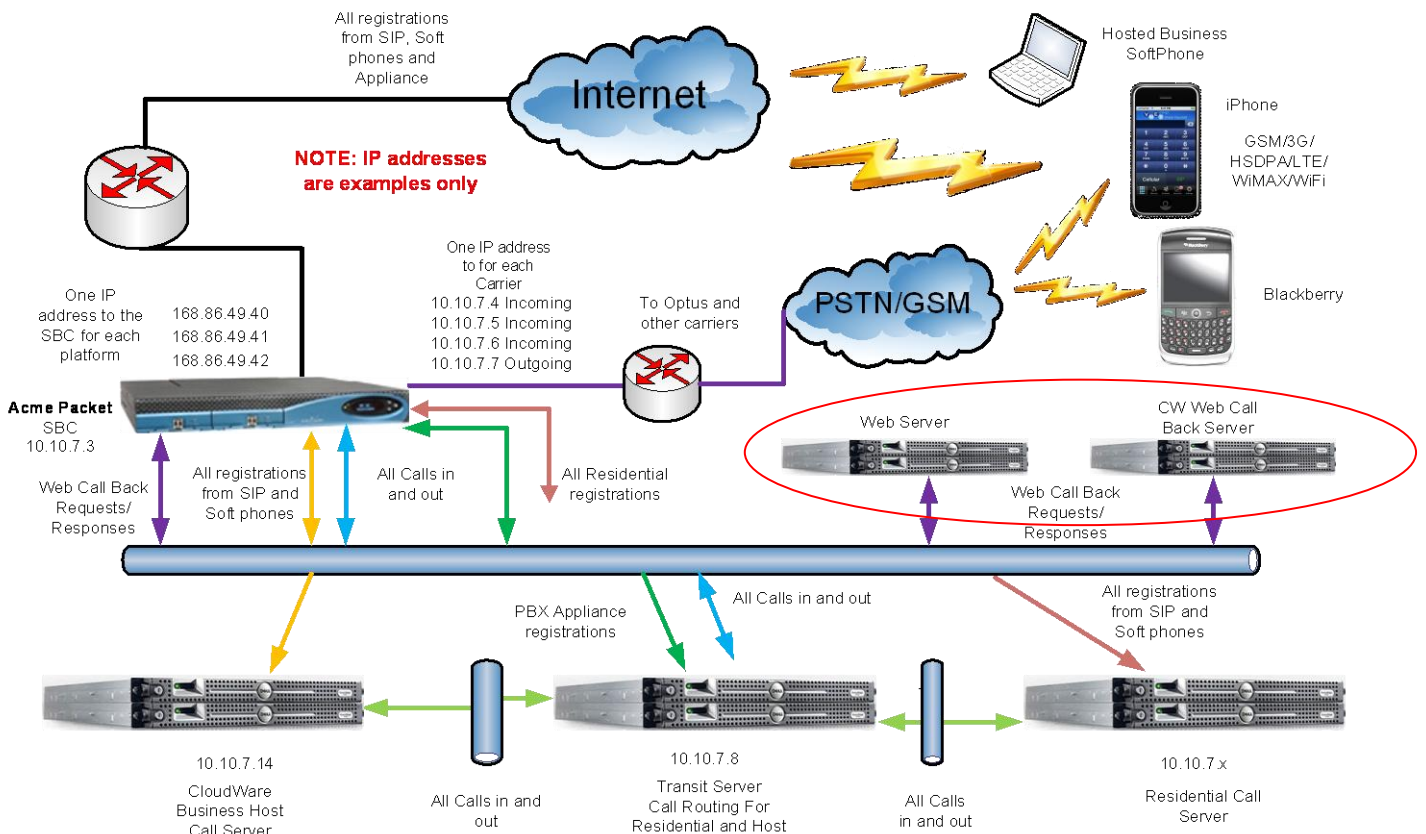 All registrations
from SIP, Soft
phones and
Appliance
Internet
Hosted Business
SoftPhone
iPhone
GSM/3G/
HSDPA/LTE/
WiMAX/WiFi
NOTE: IP addresses
are examples only
One IP address
to for each
Carrier
10.10.7.4 Incoming
10.10.7.5 Incoming
10.10.7.6 Incoming
10.10.7.7 Outgoing
To Optus and
other carriers
PSTN/GSM
Blackberry
One IP
address to the
SBC for each
platform
168.86.49.40
168.86.49.41
168.86.49.42
Acme Packet
SBC
10.10.7.3
Web Call Back
Requests/
Responses
All registrations
from SIP and
Soft phones
All Calls in
and out
All Residential
registrations
Web Server
CW Web Call
Back Server
Web Call Back
Requests/
Responses
PBX Appliance
registrations
All Calls in and out
All registrations
from SIP and
Soft phones
10.10.7.14
CloudWare
Business Host
Call Server
All Calls in and
out
10.10.7.8
Transit Server
Call Routing For
Residential and Host
All Calls
in and out
10.10.7.x
Residential Call
Server